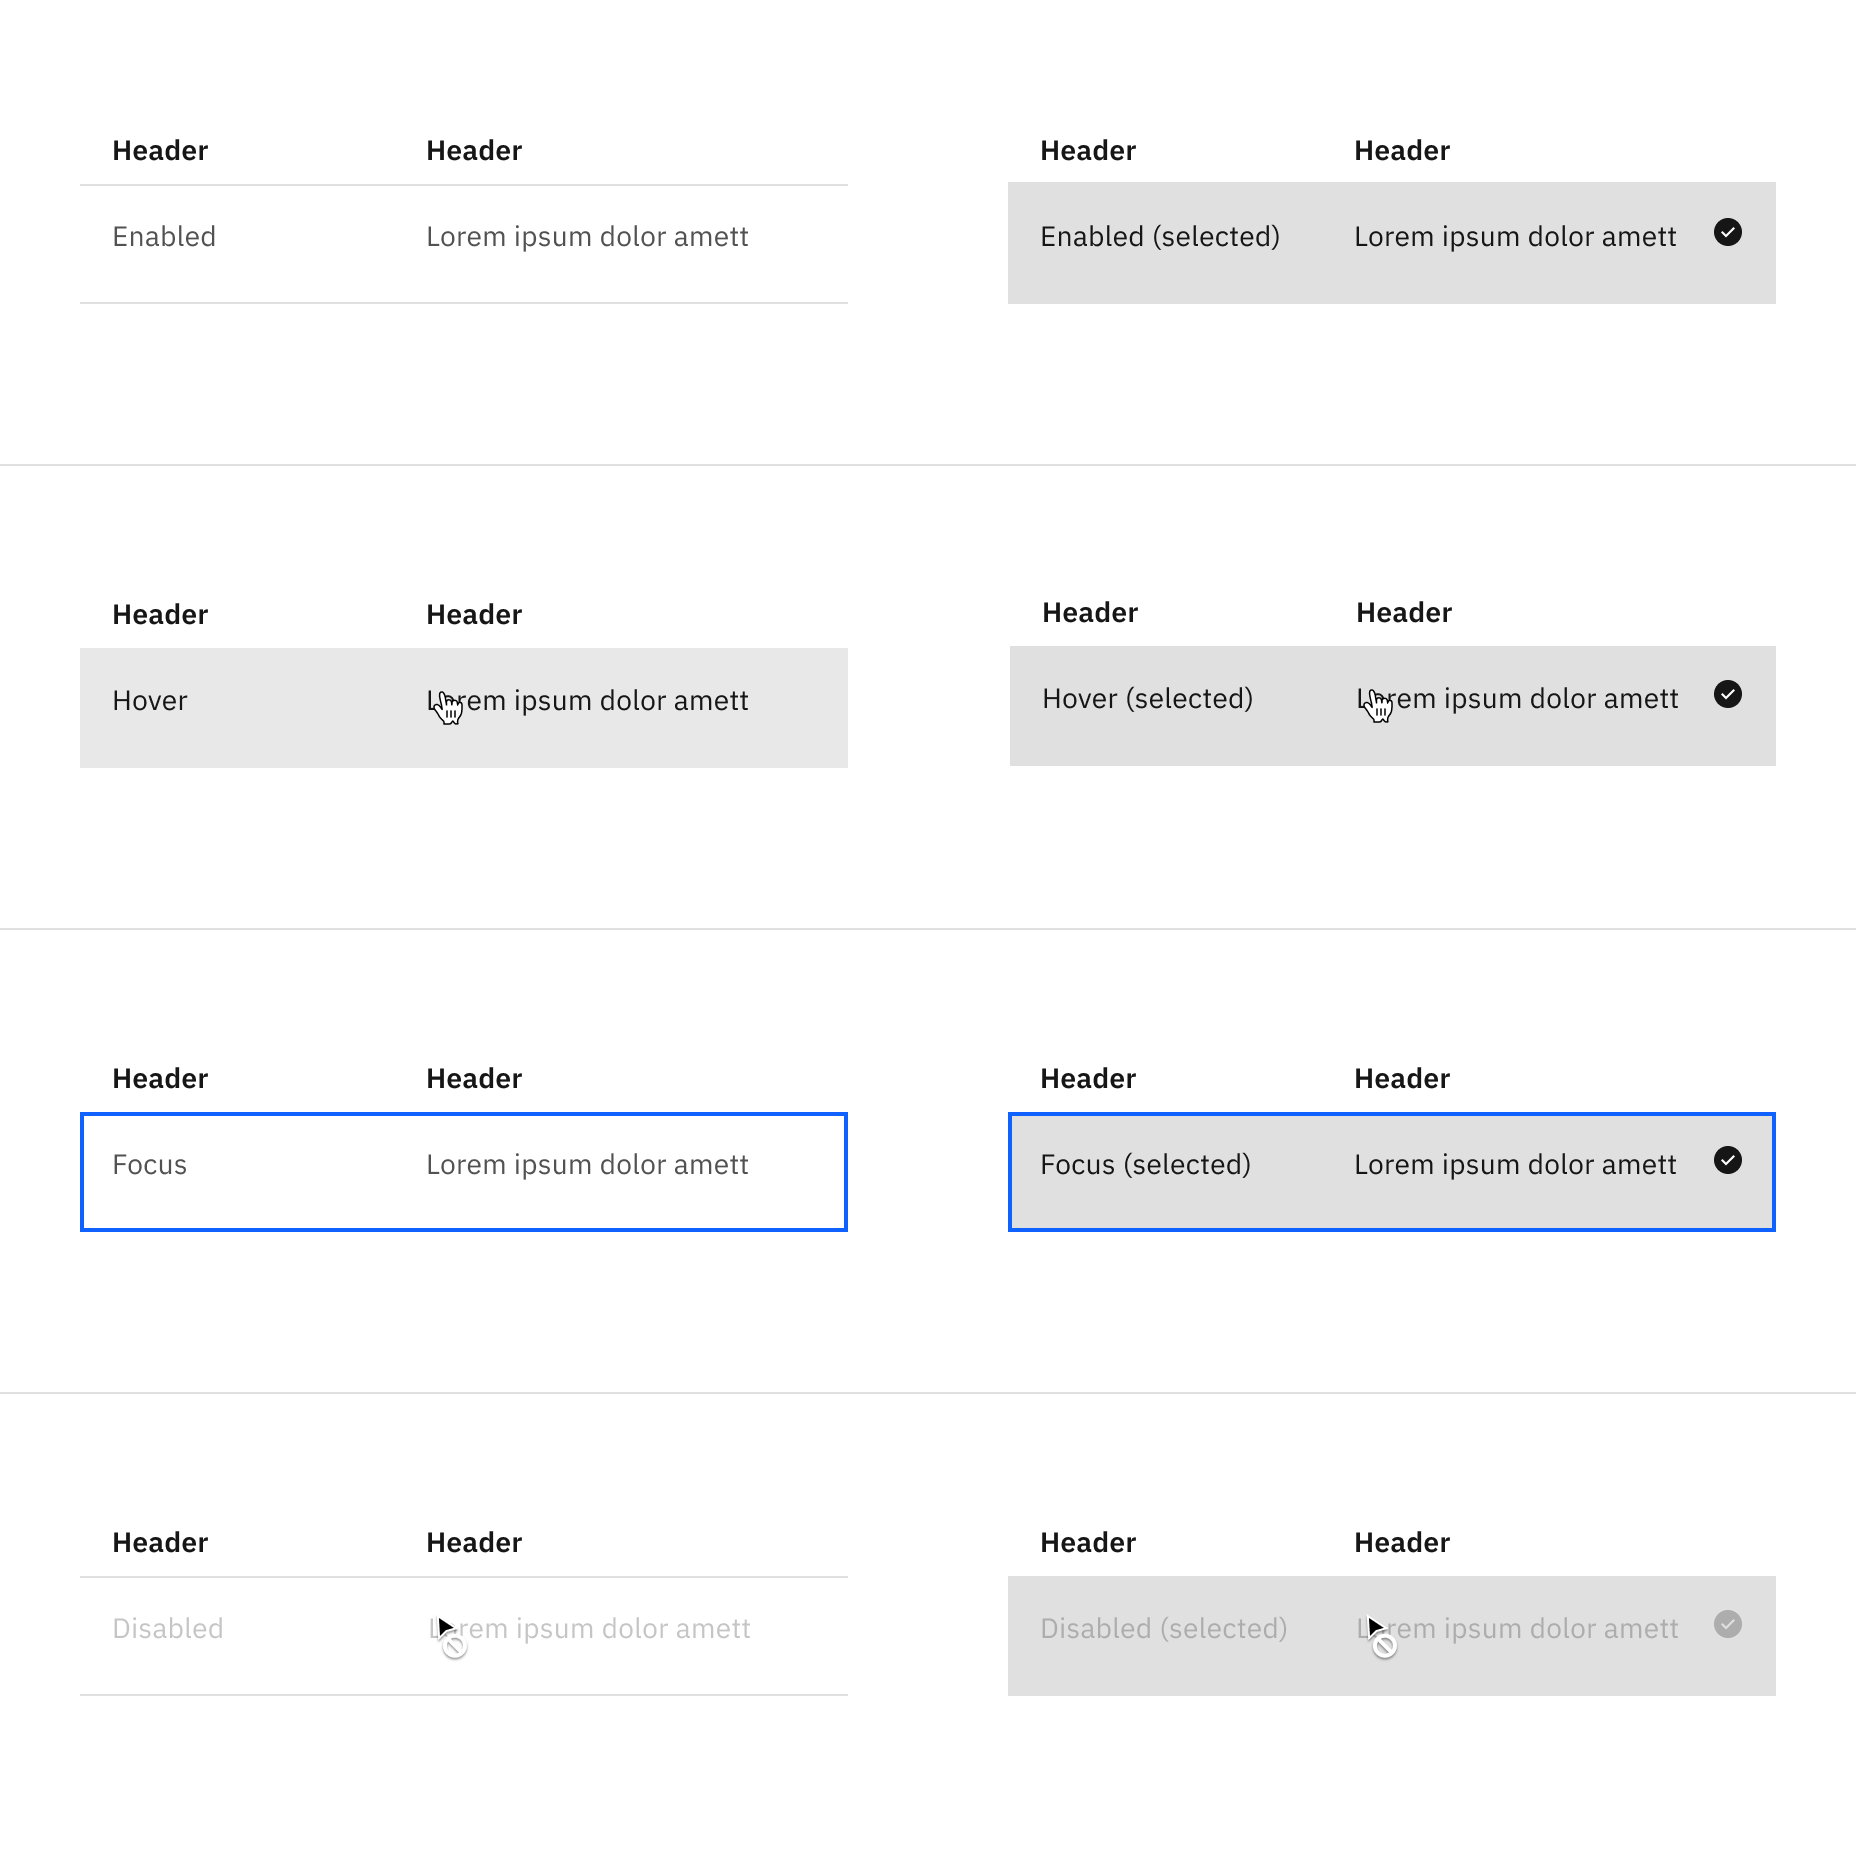 Header Header
Enabled Lorem ipsum dolor amett
Header Header
Enabled (selected) Lorem ipsum dolor amett
Header Header
Hover Lorem ipsum dolor amett
Header Header
Hover (selected) Lorem ipsum dolor amett
Header Header
Focus Lorem ipsum dolor amett
Header Header
Focus (selected) Lorem ipsum dolor amett
Header Header
Disabled Lorem ipsum dolor amett
Header Header
Disabled (selected) Lorem ipsum dolor amett